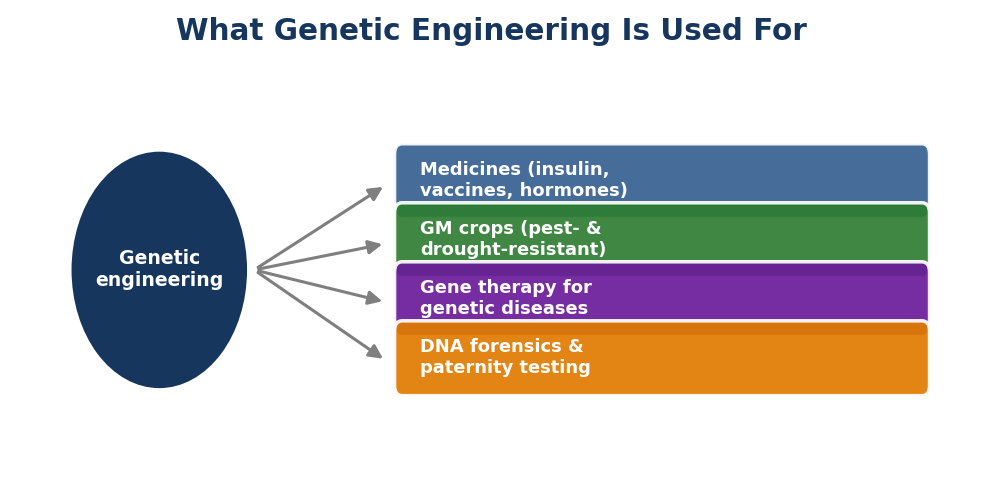 What Genetic Engineering Is Used For
Genetic
engineering
Medicines (insulin,
vaccines, hormones)
GM crops (pest- &
drought-resistant)
Gene therapy for
genetic diseases
DNA forensics &
paternity testing